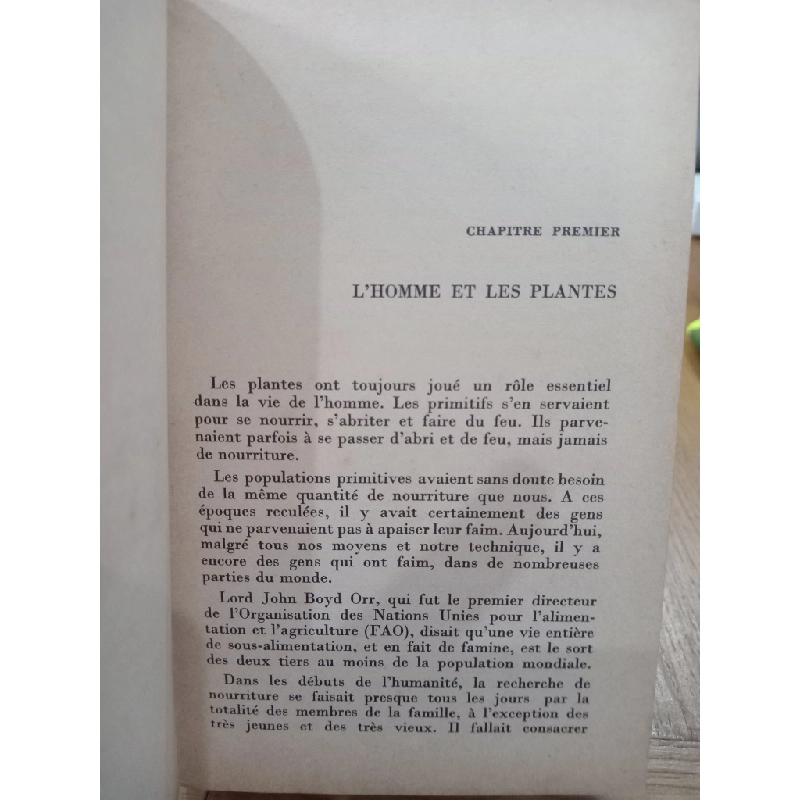 CHAPITRE PREMIER
L'HOMME ET LES PLANTES
Les plantes ont toujours joué un rôle essentiel
dans la vie de l'homme. Les primitifs s'en servaient
pour se nourrir, s'abriter et faire du feu. Ils parve-
naient parfois à se passer d'abri et de feu, mais jamais
de nourriture.
Les populations primitives avaient sans doute besoin
de la même quantité de nourriture que nous. A ces
époques reculées, il y avait certainement des gens
qui ne parvenaient pas à apaiser leur faim. Aujourd'hui,
malgré tous nos moyens et notre technique, il y a
encore des gens qui ont faim, dans de nombreuses
parties du monde.
Lord John Boyd Orr, qui fut le premier directeur
de l'Organisation des Nations Unies pour l'alimen-
tation et l'agriculture (FAO), disait qu'une vie entière
de sous-alimentation, et en fait de famine, est le sort
des deux tiers au moins de la population mondiale.
Dans les débuts de l'humanité, la recherche de
nourriture se faisait presque tous les jours par la
totalité des membres de la famille, à l'exception des
très jeunes et des très vieux. Il fallait consacrer